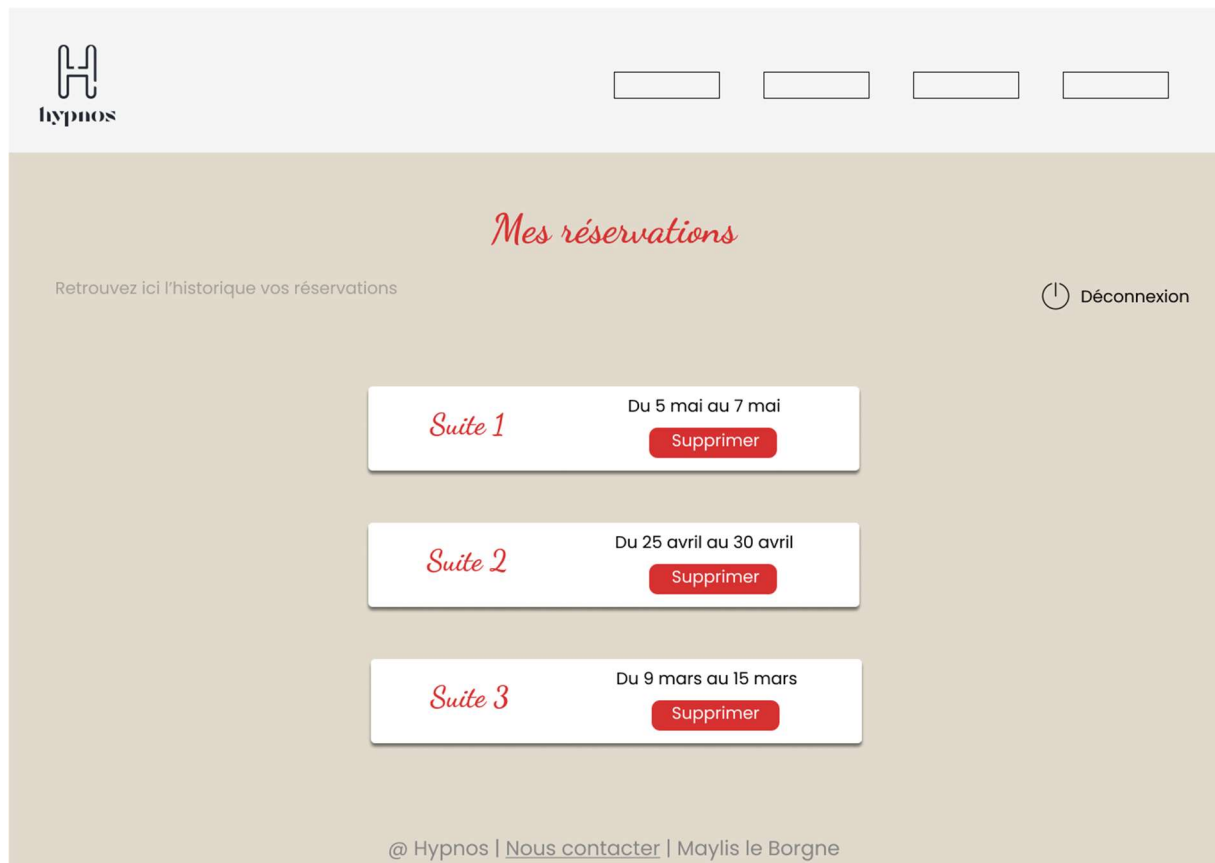 hypnos
Mes réservations
Retrouvez ici l'historique vos réservations
Déconnexion
Suite 1
Du 5 mai au 7 mai
Supprimer
Suite 2
Du 25 avril au 30 avril
Supprimer
Suite 3
Du 9 mars au 15 mars
Supprimer
@ Hypnos | Nous contacter | Maylis le Borgne